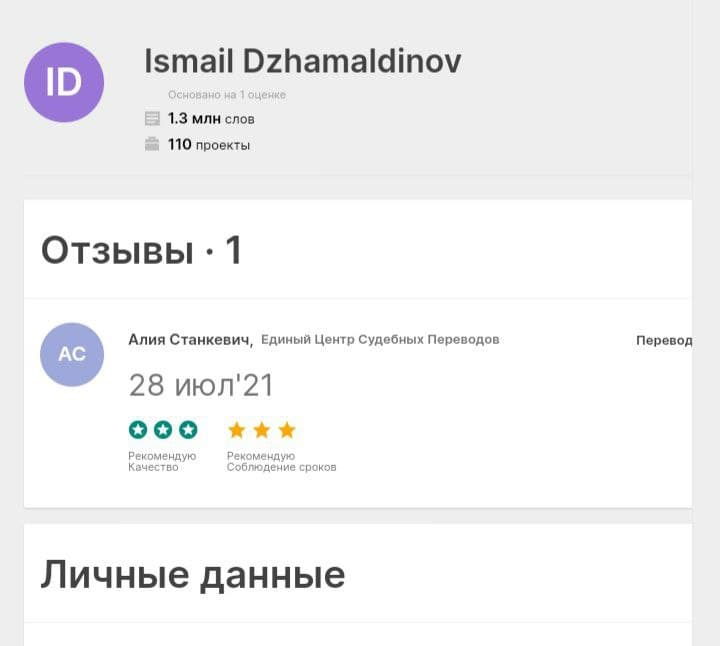 ID
Ismail Dzhamaldinov
Основано на 1 оценке
1.3 млн слов
110 проекты
Отзывы · 1
АС
Алия Станкевич, Единый Центр Судебных Переводов
Перевод
28 июл'21
Рекомендую
Качество
Рекомендую
Соблюдение сроков
Личные данные